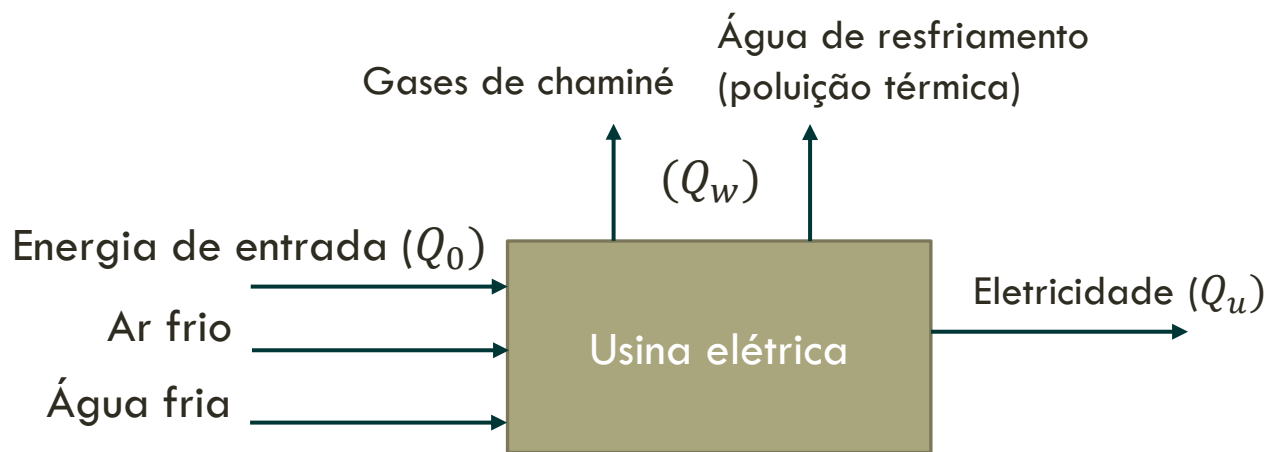 Água de resfriamento
Gases de chaminé
(poluição térmica)
(Q_w)
Energia de entrada (Q_0)
Eletricidade (Q_u)
Ar frio
Usina elétrica
Água fria